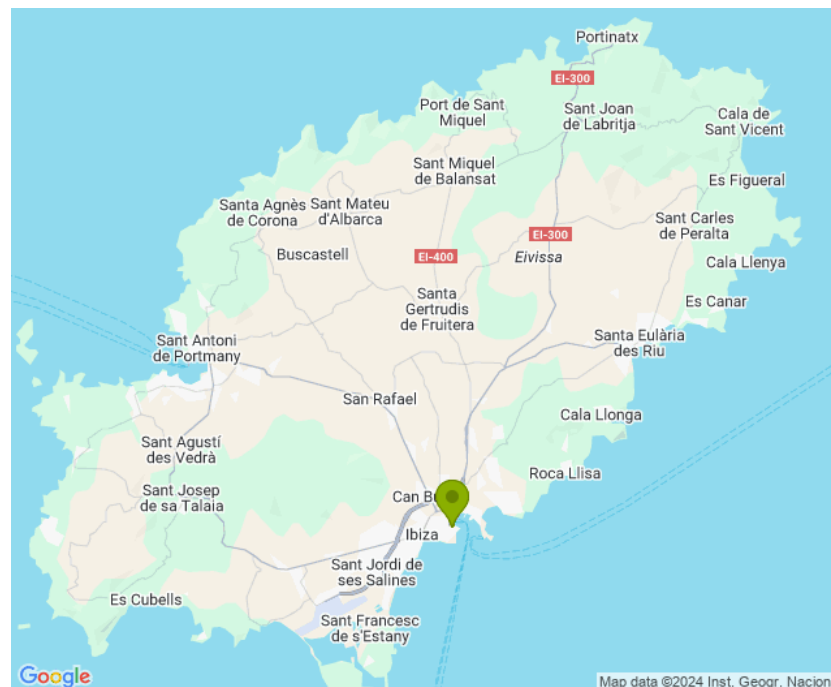 Portinatx
EI-300
Port de Sant
Miquel
Sant Joan
de Labritja
Cala de
Sant Vicent
Sant Miquel
de Balansat
Es Figueral
Santa Agnès
de Corona
Sant Mateu
d'Albarca
Sant Carles
de Peralta
EI-300
Buscastell
EI-400
Eivissa
Cala Llenya
Santa
Gertrudis
de Fruitera
Es Canar
Sant Antoni
de Portmany
Santa Eulària
des Riu
San Rafael
Cala Llonga
Sant Agustí
des Vedrà
Roca Llisa
Sant Josep
de sa Talaia
Can
Ibiza
Sant Jordi de
ses Salines
Es Cubells
Sant Francesc
de s'Estany
Google
Map data ©2024 Inst. Geogr. Nacion